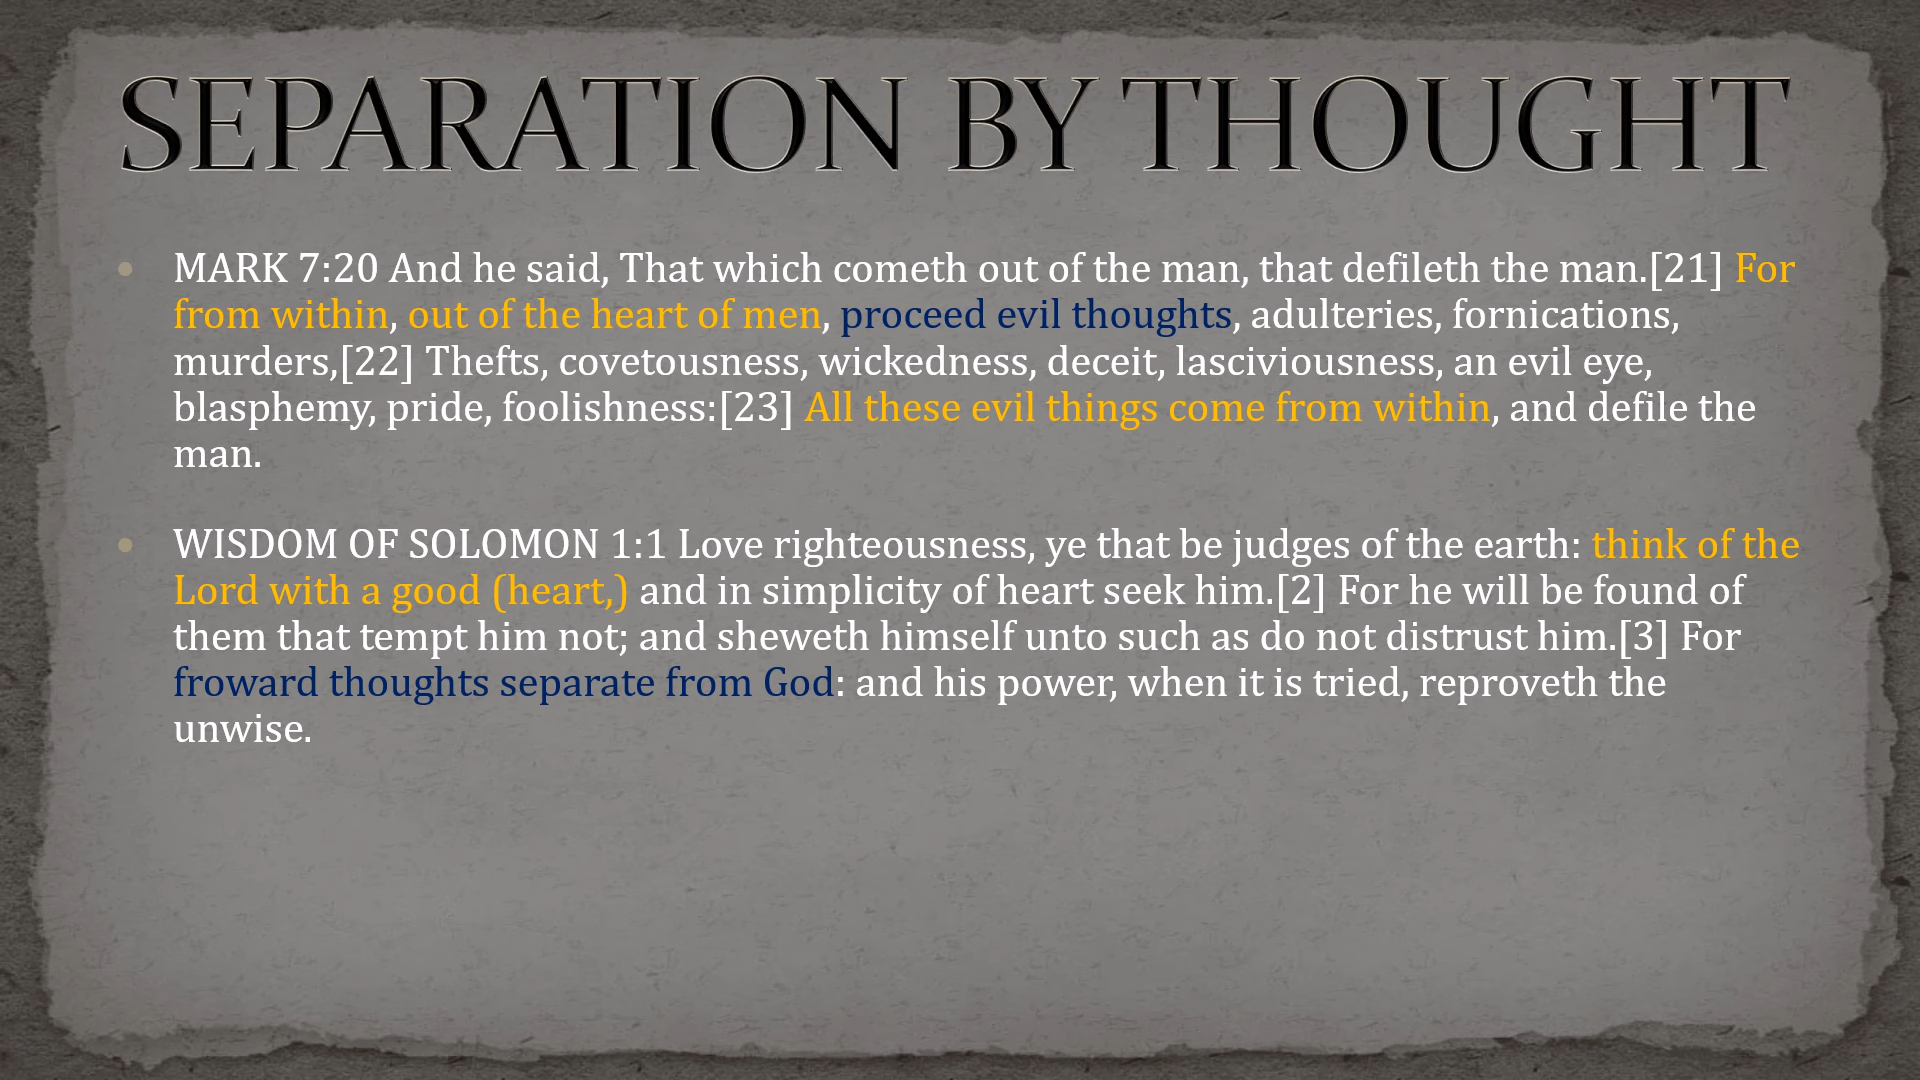 SEPARATION BY THOUGHT
• MARK 7:20 And he said, That which cometh out of the man, that defileth the man.[21] For
from within, out of the heart of men, proceed evil thoughts, adulteries, fornications,
murders,[22] Thefts, covetousness, wickedness, deceit, lasciviousness, an evil eye,
blasphemy, pride, foolishness:[23] All these evil things come from within, and defile the
man.
• WISDOM OF SOLOMON 1:1 Love righteousness, ye that be judges of the earth: think of the
Lord with a good (heart,) and in simplicity of heart seek him.[2] For he will be found of
them that tempt him not; and sheweth himself unto such as do not distrust him.[3] For
froward thoughts separate from God: and his power, when it is tried, reproveth the
unwise.